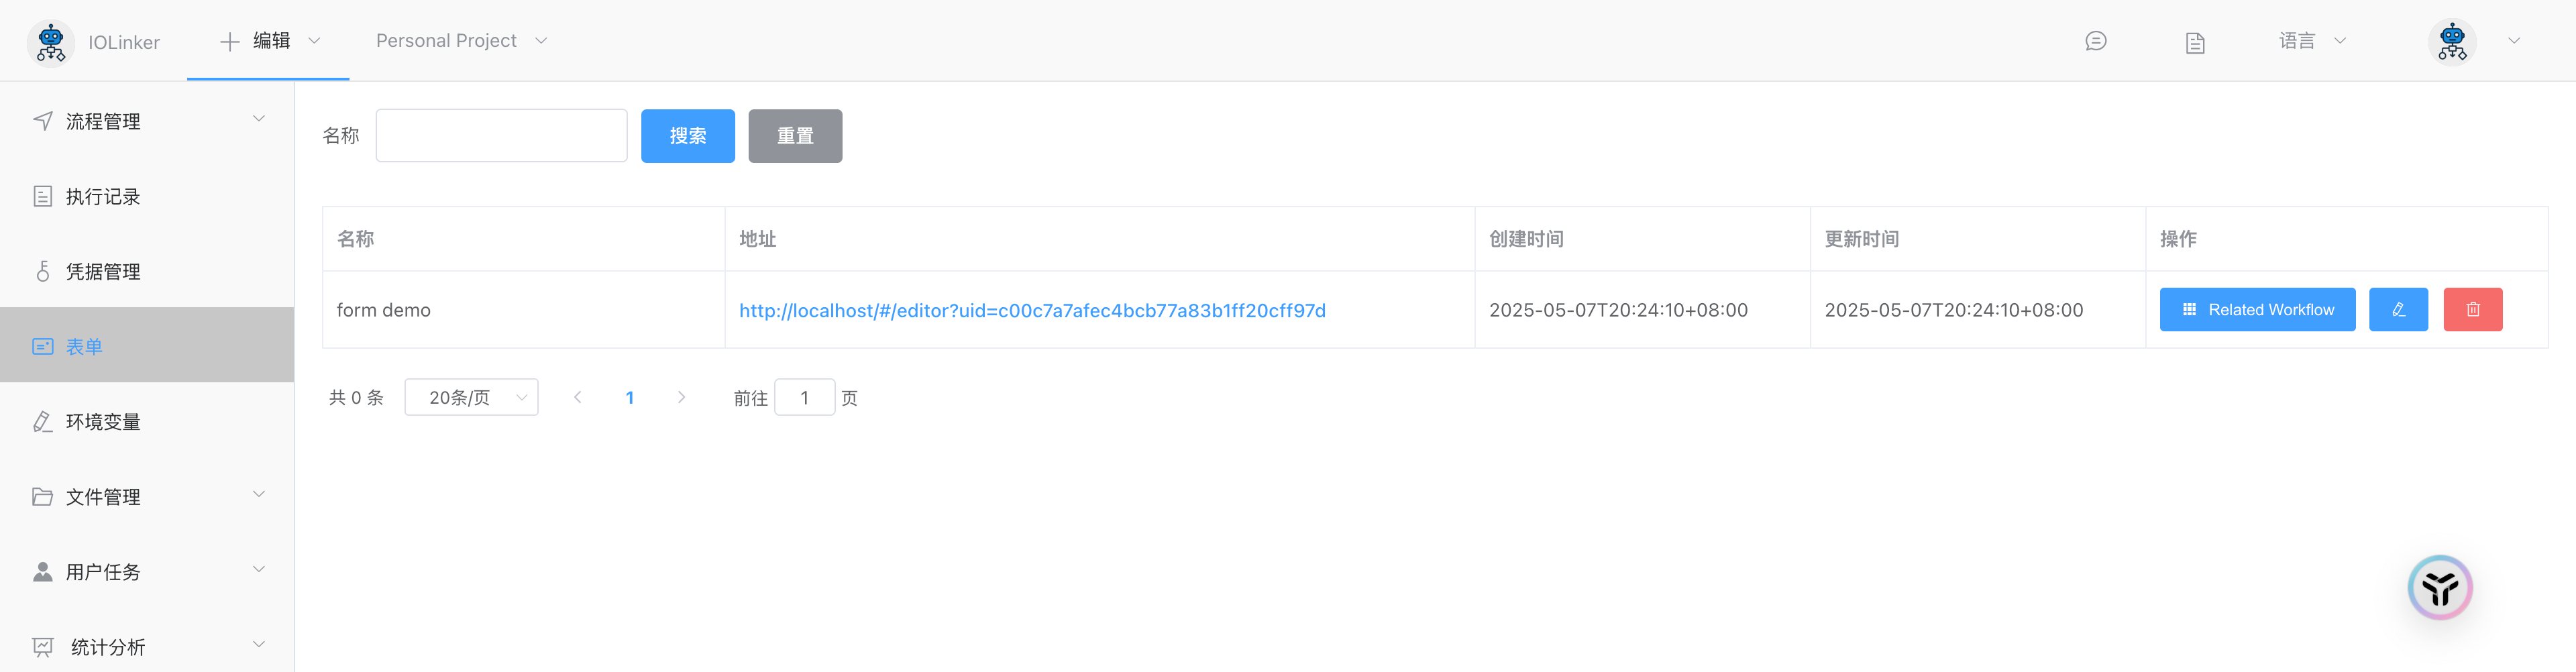 IOLinker
编辑
Personal Project
语言
流程管理
执行记录
凭据管理
表单
环境变量
文件管理
用户任务
统计分析
名称
搜索
重置
名称 地址 创建时间 更新时间 操作
form demo http://localhost/#/editor?uid=c00c7a7afec4bcb77a83b1ff20cff97d 2025-05-07T20:24:10+08:00 2025-05-07T20:24:10+08:00 Related Workflow
共 0 条 20条/页 1 前往 1 页